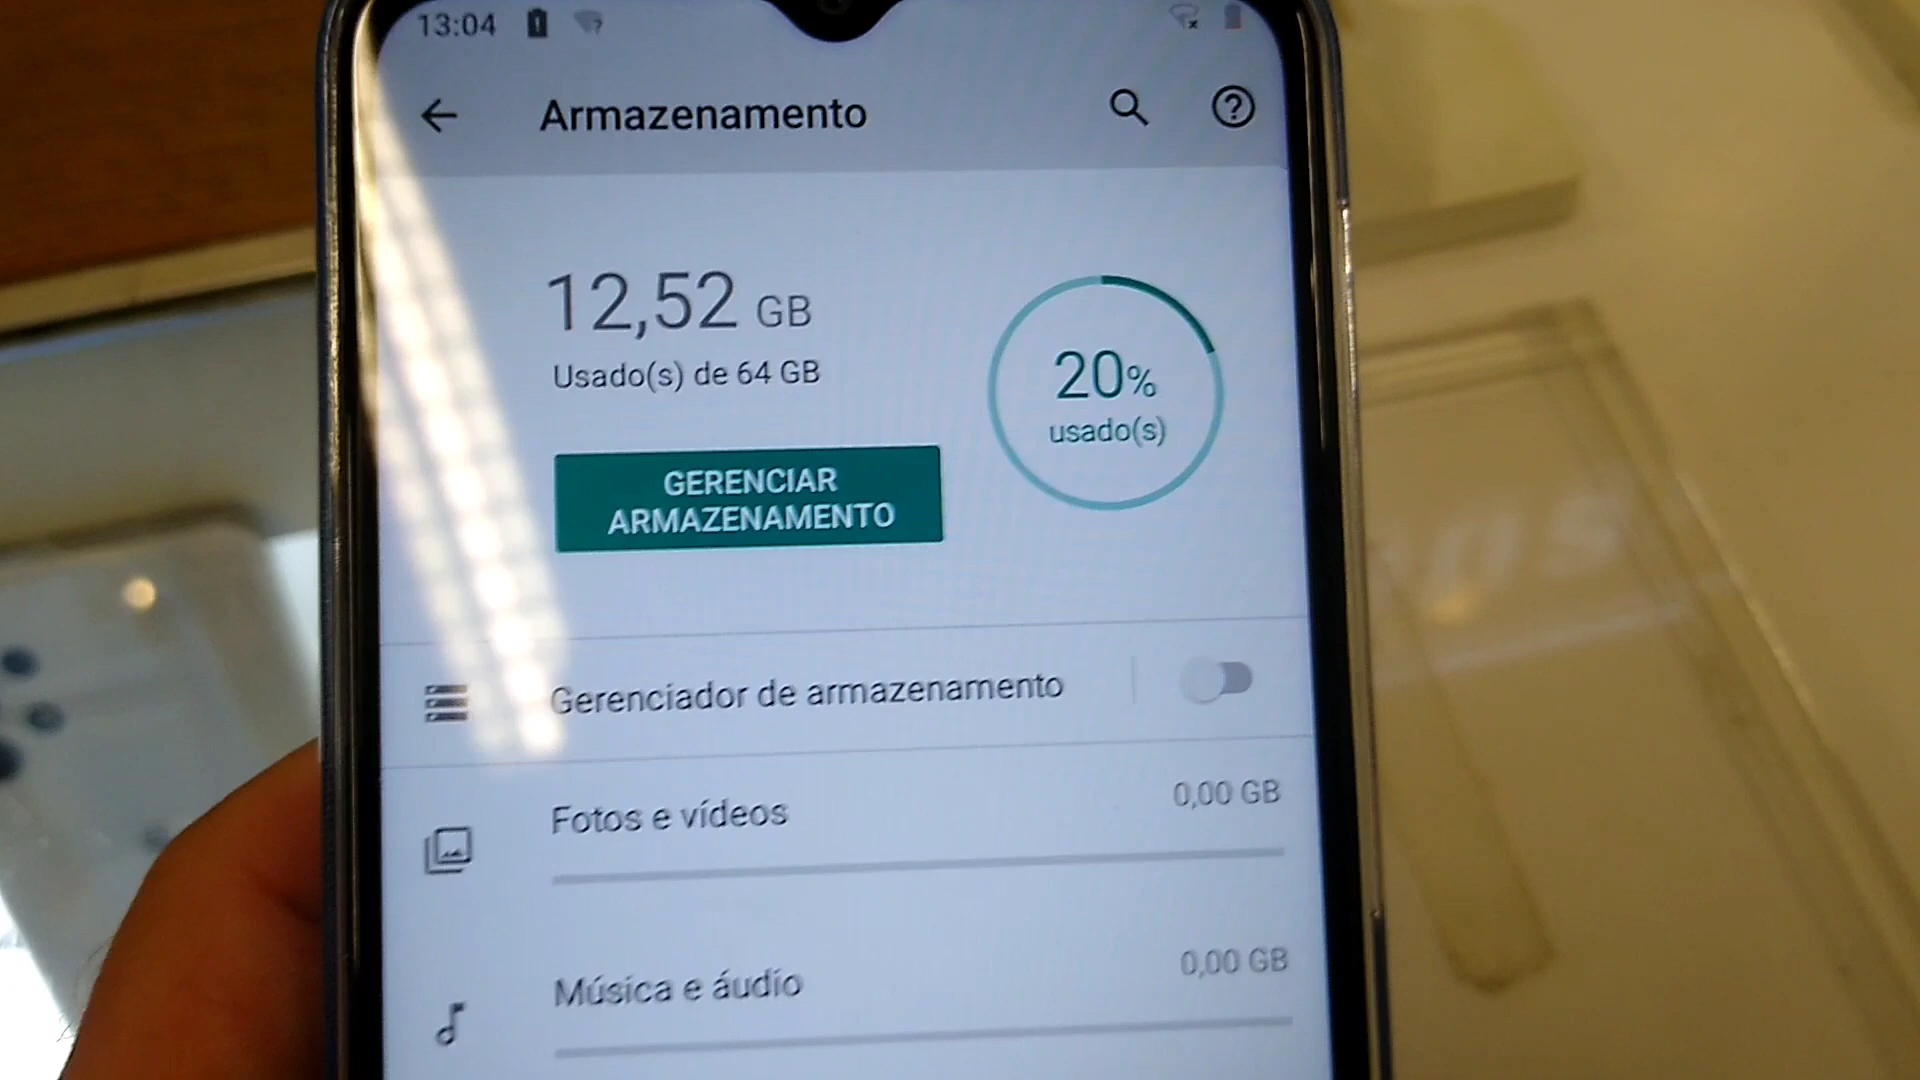 13:04
Armazenamento
12,52 GB
Usado(s) de 64 GB
20%
usado(s)
GERENCIAR
ARMAZENAMENTO
Gerenciador de armazenamento
Fotos e vídeos
0,00 GB
Música e áudio
0,00 GB